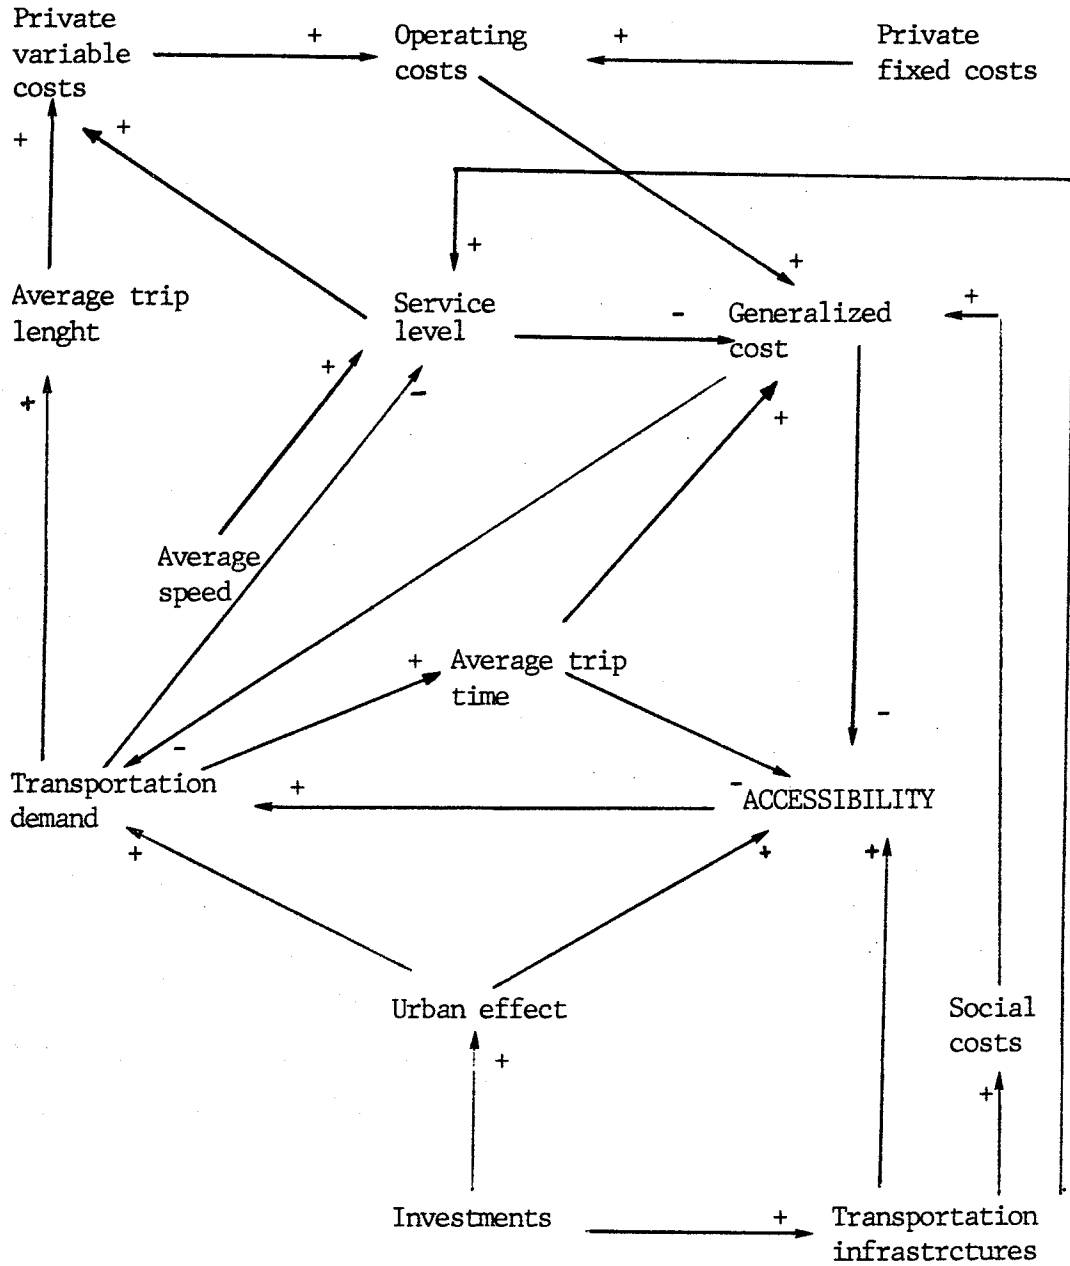 Private
variable
costs
+
Operating
costs
+
Private
fixed costs
+
+
+
+
Average trip
lenght
Service
level
-
Generalized
cost
+
+
+
-
+
Average
speed
+
Average trip
time
-
-
Transportation
demand
+
-
ACCESSIBILITY
+
+
+
Urban effect
Social
costs
+
+
Investments
+
Transportation
infrastrctures